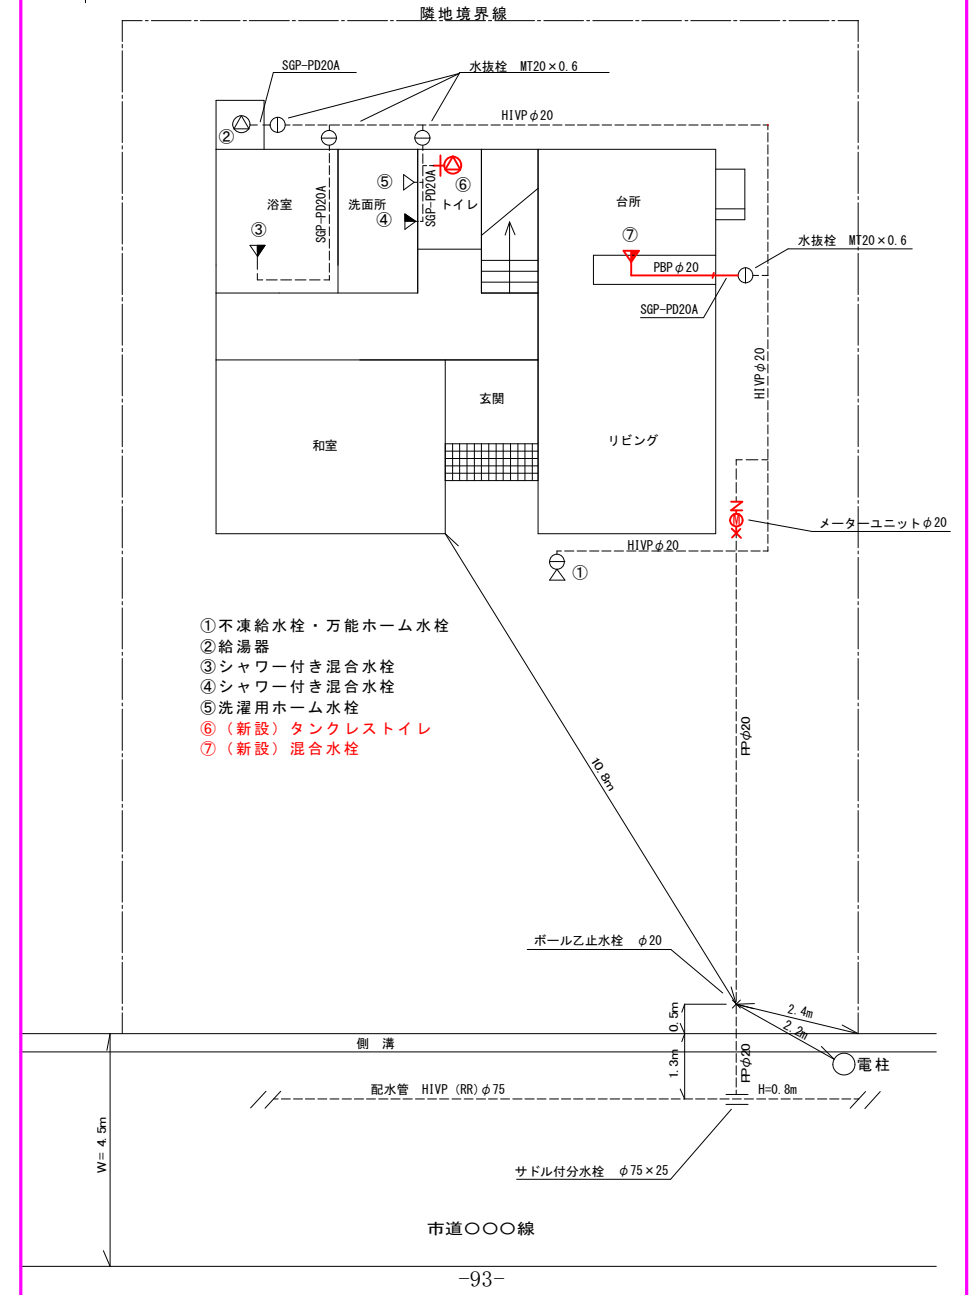 隣地境界線
SGP-PD20A
水抜栓 MT20×0.6
HIVPφ20
②
浴室
③
SGP-PD20A
洗面所
⑤
④
SGP-PD20A
⑥
トイレ
台所
⑦
PBPφ20
水抜栓 MT20×0.6
SGP-PD20A
HIVPφ20
玄関
和室
リビング
M
メーターユニットφ20
HIVPφ20
①
①不凍給水栓・万能ホーム水栓
②給湯器
③シャワー付き混合水栓
④シャワー付き混合水栓
⑤洗濯用ホーム水栓
⑥（新設）タンクレストイレ
⑦（新設）混合水栓
PPφ20
10.8m
ボール乙止水栓 φ20
0.5m
2.4m
2.2m
側 溝
1.3m
PPφ20
電柱
配水管 HIVP (RR)φ75
H=0.8m
W=4.5m
サドル付分水栓 φ75×25
市道〇〇〇線
-93-